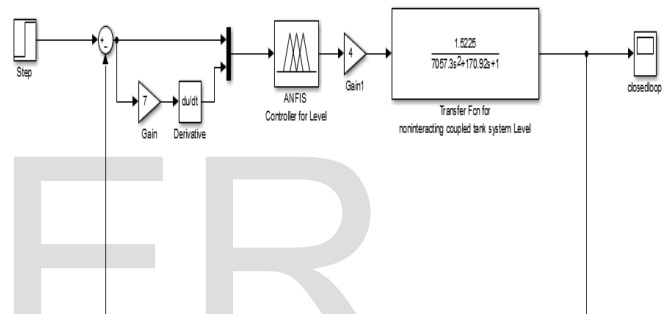 Step
+
-
7
Gain
du/dt
Derivative
ANFIS
Controller for Level
4
Gain1
1.5225
7057.3s²+170.92s+1
Transfer Fcn for
noninteracting coupled tank system Level
closedloop
ER